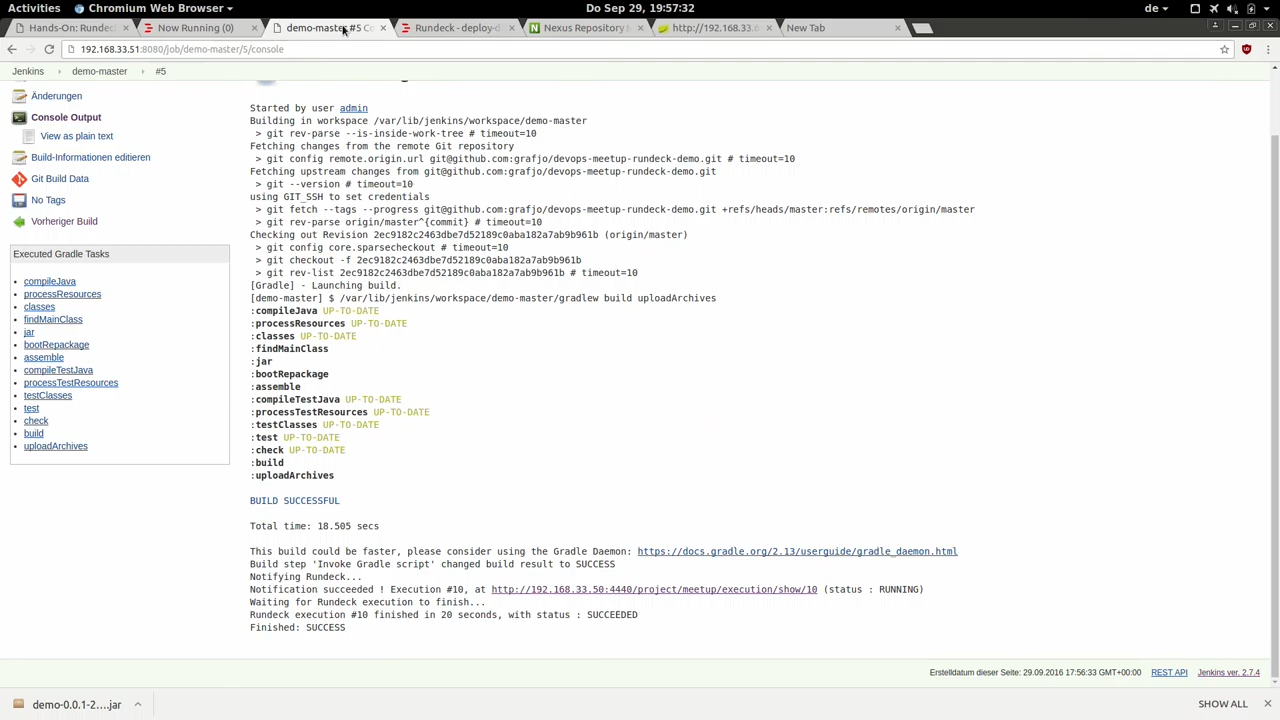 Activities Chromium Web Browser Do Sep 29, 19:57:32 de
Hands-On: Rundec Now Running (0) demo-master #5 Co Rundeck - deploy-d Nexus Repository M http://192.168.33.6 New Tab
192.168.33.51:8080/job/demo-master/5/console
Jenkins demo-master #5
Änderungen
Console Output
View as plain text
Build-Informationen editieren
Git Build Data
No Tags
Vorheriger Build
Executed Gradle Tasks
compileJava
processResources
classes
findMainClass
jar
bootRepackage
assemble
compileTestJava
processTestResources
testClasses
test
check
build
uploadArchives
Started by user admin
Building in workspace /var/lib/jenkins/workspace/demo-master
> git rev-parse --is-inside-work-tree # timeout=10
Fetching changes from the remote Git repository
> git config remote.origin.url git@github.com:grafjo/devops-meetup-rundeck-demo.git # timeout=10
Fetching upstream changes from git@github.com:grafjo/devops-meetup-rundeck-demo.git
> git --version # timeout=10
using GIT_SSH to set credentials
> git fetch --tags --progress git@github.com:grafjo/devops-meetup-rundeck-demo.git +refs/heads/master:refs/remotes/origin/master
> git rev-parse origin/master^{commit} # timeout=10
Checking out Revision 2ec9182c2463dbe7d52189c0aba182a7ab9b961b (origin/master)
> git config core.sparsecheckout # timeout=10
> git checkout -f 2ec9182c2463dbe7d52189c0aba182a7ab9b961b
> git rev-list 2ec9182c2463dbe7d52189c0aba182a7ab9b961b # timeout=10
[Gradle] - Launching build.
[demo-master] $ /var/lib/jenkins/workspace/demo-master/gradlew build uploadArchives
:compileJava UP-TO-DATE
:processResources UP-TO-DATE
:classes UP-TO-DATE
:findMainClass
:jar
:bootRepackage
:assemble
:compileTestJava UP-TO-DATE
:processTestResources UP-TO-DATE
:testClasses UP-TO-DATE
:test UP-TO-DATE
:check UP-TO-DATE
:build
:uploadArchives
BUILD SUCCESSFUL
Total time: 18.505 secs
This build could be faster, please consider using the Gradle Daemon: https://docs.gradle.org/2.13/userguide/gradle_daemon.html
Build step 'Invoke Gradle script' changed build result to SUCCESS
Notifying Rundeck...
Notification succeeded ! Execution #10, at http://192.168.33.50:4440/project/meetup/execution/show/10 (status : RUNNING)
Waiting for Rundeck execution to finish...
Rundeck execution #10 finished in 20 seconds, with status : SUCCEEDED
Finished: SUCCESS
Erstelldatum dieser Seite: 29.09.2016 17:56:33 GMT+00:00 REST API Jenkins ver. 2.7.4
demo-0.0.1-2....jar SHOW ALL